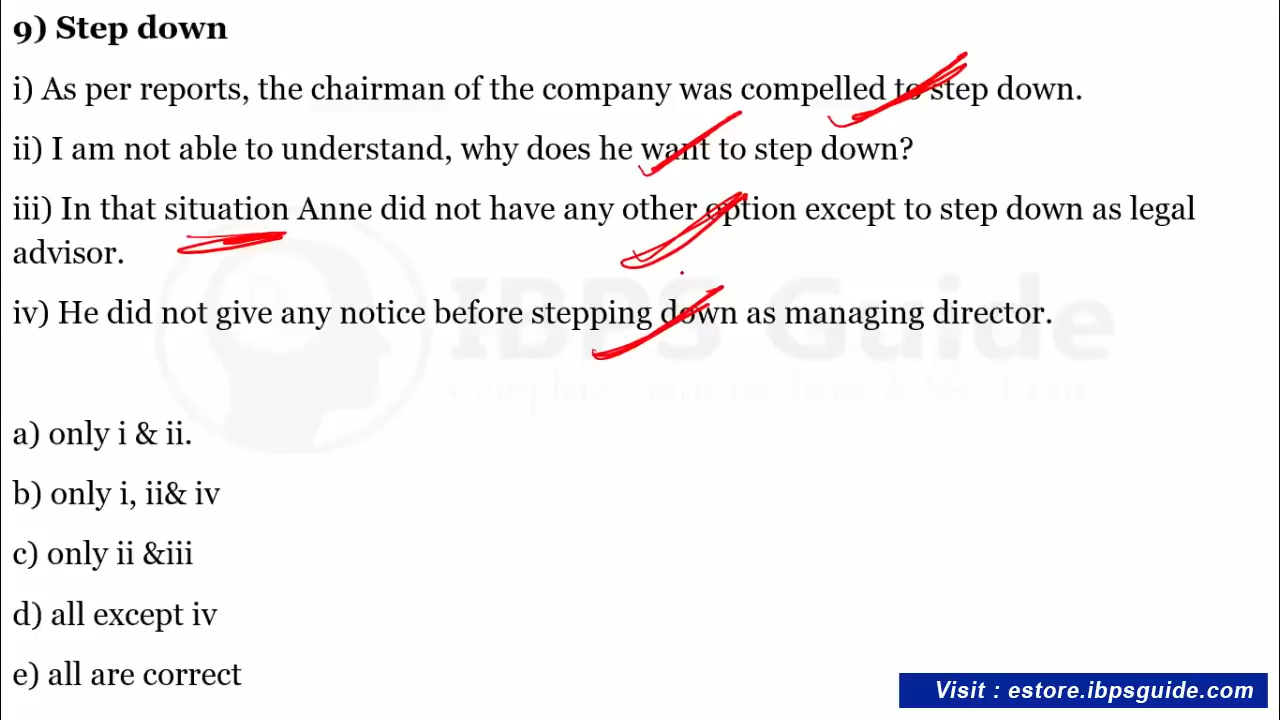 9) Step down
i) As per reports, the chairman of the company was compelled to step down.
ii) I am not able to understand, why does he want to step down?
iii) In that situation Anne did not have any other option except to step down as legal
advisor.
iv) He did not give any notice before stepping down as managing director.
IBPS Guide
a) only i & ii.
b) only i, ii& iv
c) only ii &iii
d) all except iv
e) all are correct
Visit : estore.ibpsguide.com